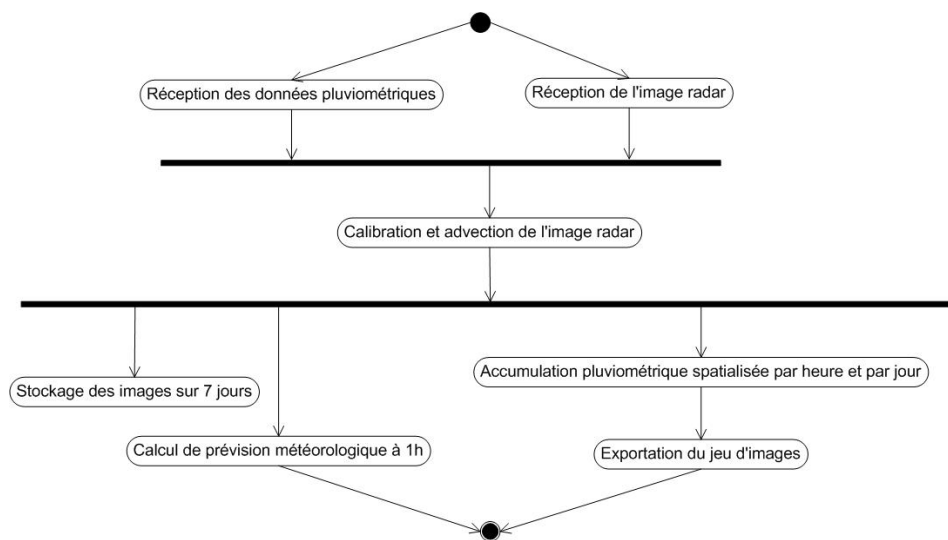 Réception des données pluviométriques
Réception de l'image radar
Calibration et advection de l'image radar
Stockage des images sur 7 jours
Accumulation pluviométrique spatialisée par heure et par jour
Calcul de prévision météorologique à 1h
Exportation du jeu d'images